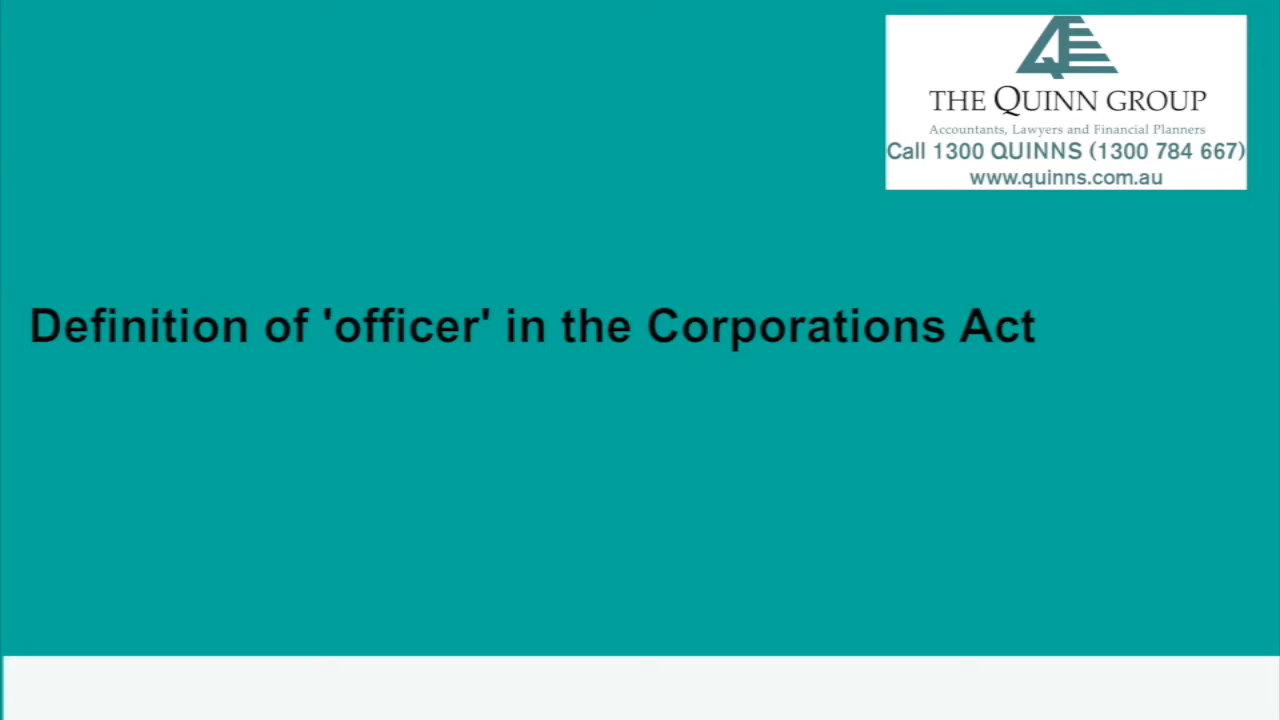 THE QUINN GROUP
Accountants, Lawyers and Financial Planners
Call 1300 QUINNS (1300 784 667)
www.quinns.com.au
Definition of 'officer' in the Corporations Act